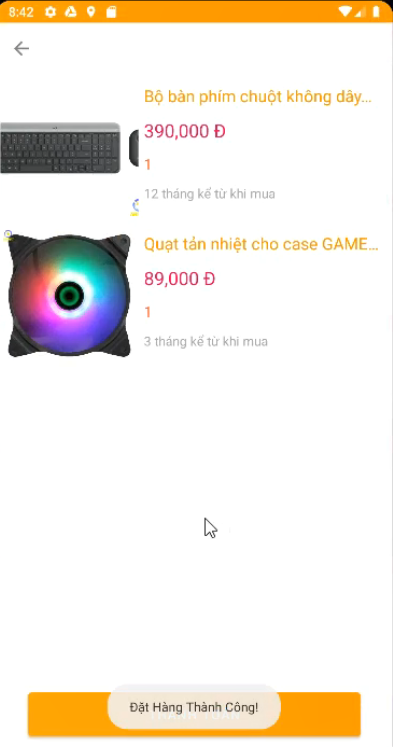 8:42
Bộ bàn phím chuột không dây...
390,000 Đ
1
12 tháng kể từ khi mua
Quạt tản nhiệt cho case GAME...
89,000 Đ
1
3 tháng kể từ khi mua
Đặt Hàng Thành Công!